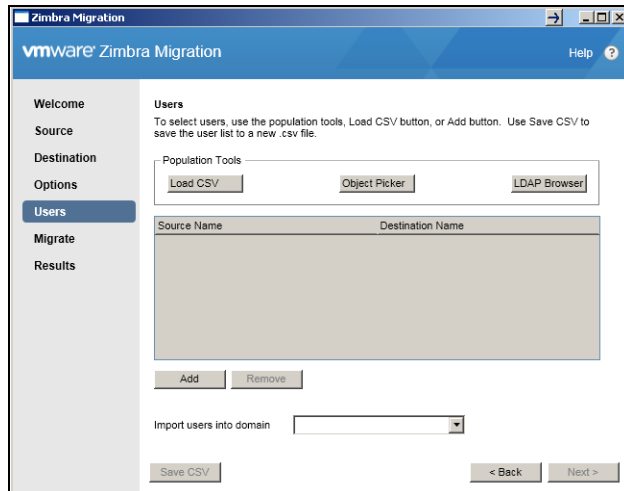 Zimbra Migration
vmware® Zimbra Migration
Help ?
Welcome
Source
Destination
Options
Users
Migrate
Results
Users
To select users, use the population tools, Load CSV button, or Add button. Use Save CSV to
save the user list to a new .csv file.
Population Tools
Load CSV
Object Picker
LDAP Browser
Source Name
Destination Name
Add
Remove
Import users into domain
Save CSV
< Back
Next >